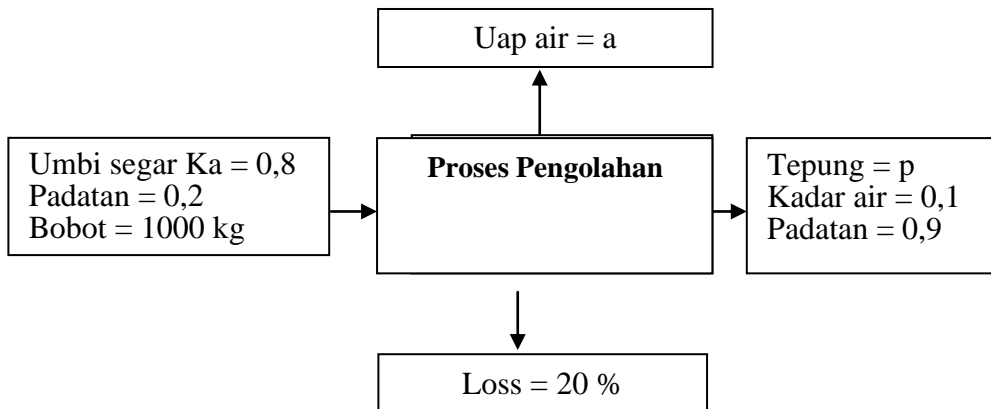 Uap air = a
Umbi segar Ka = 0,8
Padatan = 0,2
Bobot = 1000 kg
Proses Pengolahan
Tepung = p
Kadar air = 0,1
Padatan = 0,9
Loss = 20 %